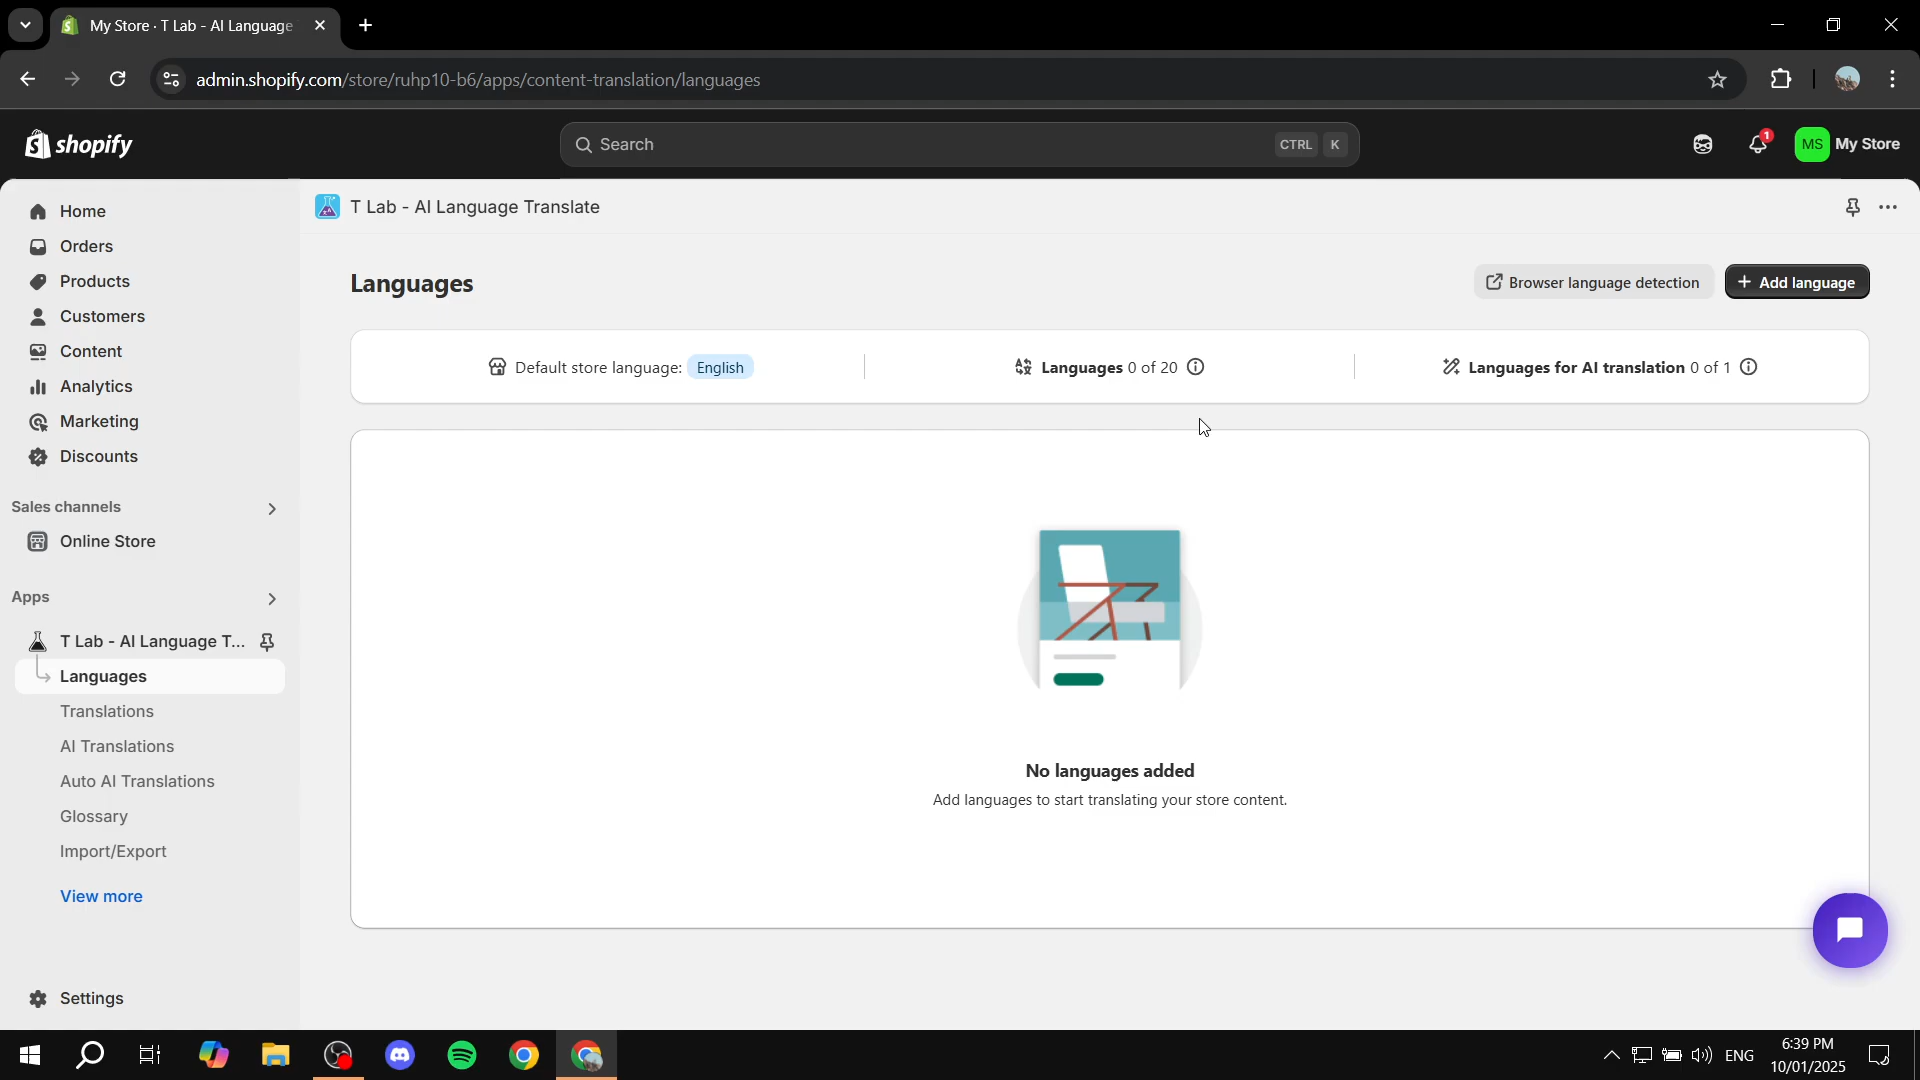 My Store · T Lab - AI Language
admin.shopify.com/store/ruhp10-b6/apps/content-translation/languages
shopify
Search
CTRL K
1
MS
My Store
Home
Orders
Products
Customers
Content
Analytics
Marketing
Discounts
Sales channels
Online Store
Apps
T Lab - AI Language T...
Languages
Translations
AI Translations
Auto AI Translations
Glossary
Import/Export
View more
Settings
T Lab - AI Language Translate
Languages
Browser language detection
Add language
Default store language: English
Languages 0 of 20
Languages for AI translation 0 of 1
No languages added
Add languages to start translating your store content.
ENG
6:39 PM
10/01/2025